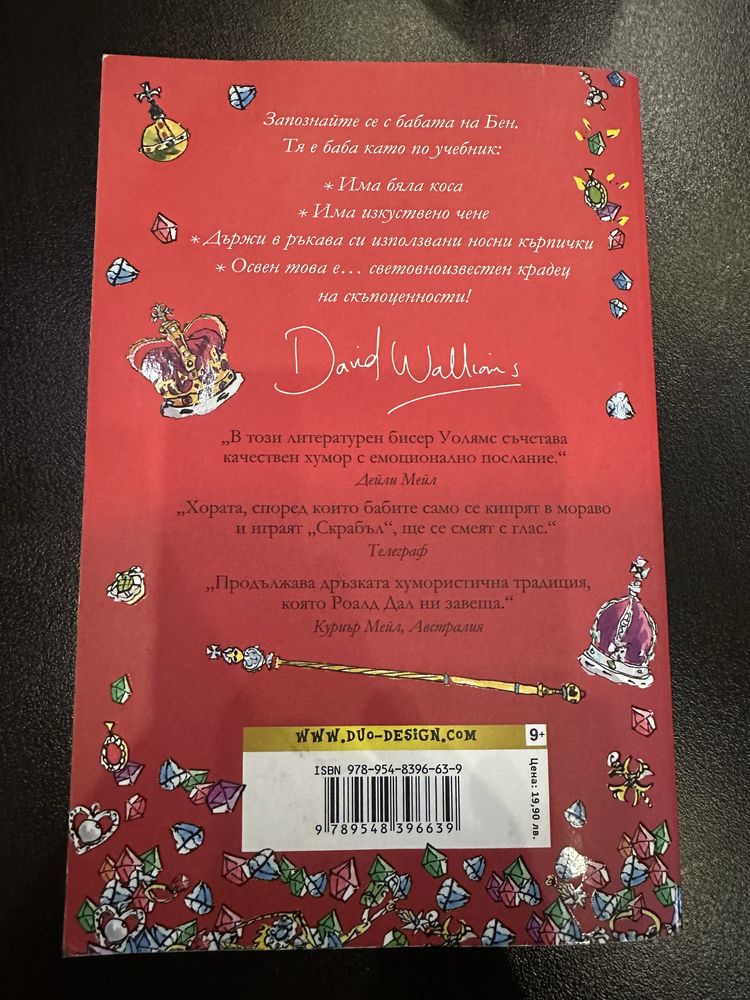 Запознайте се с бабата на Бен.
Тя е баба като по учебник:
* Има бяла коса
* Има изкуствено чене
* Държи в ръкава си използвани носни кърпички
* Освен това е... световноизвестен крадец
на скъпоценности!
David Walliams
„В този литературен бисер Уолямс съчетава
качествен хумор с емоционално послание.“
Дейли Мейл
„Хората, според които бабите само се кипрят в мораво
и играят „Скрабъл“, ще се смеят с глас.“
Телеграф
„Продължава дръзката хумористична традиция,
която Роалд Дал ни завеща.“
Куриър Мейл, Австралия
WWW.DUO-DESIGN.COM
9+
ISBN 978-954-8396-63-9
9 789548 396639
Цена: 19,90 лв.